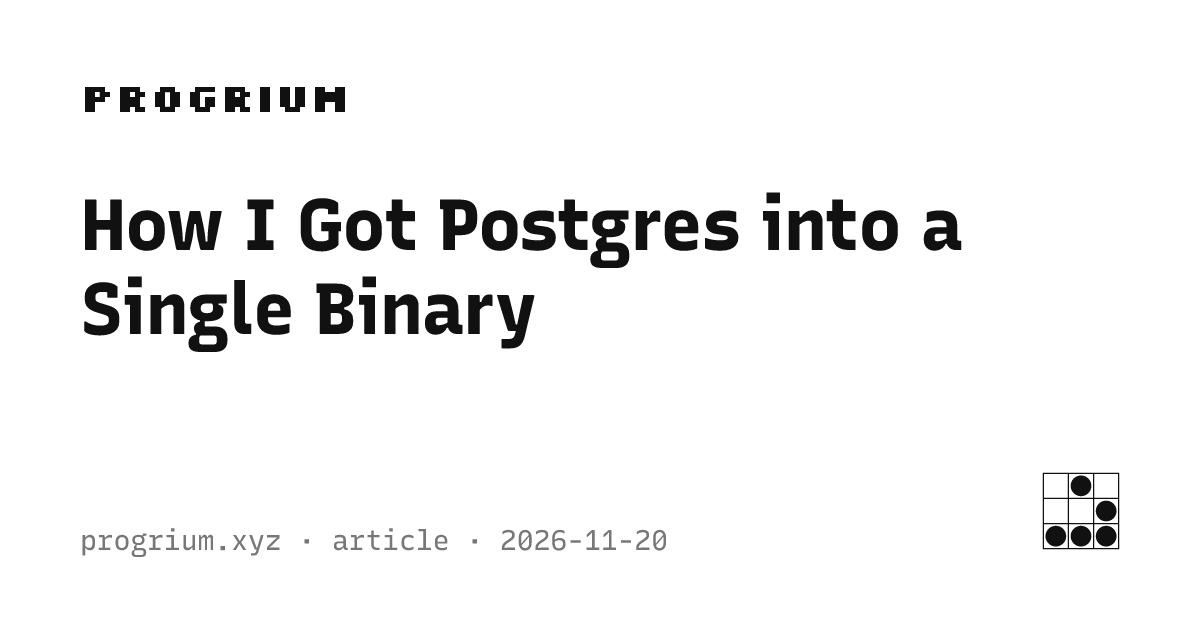 PROGRIUM
How I Got Postgres into a
Single Binary
progrium.xyz · article · 2026-11-20